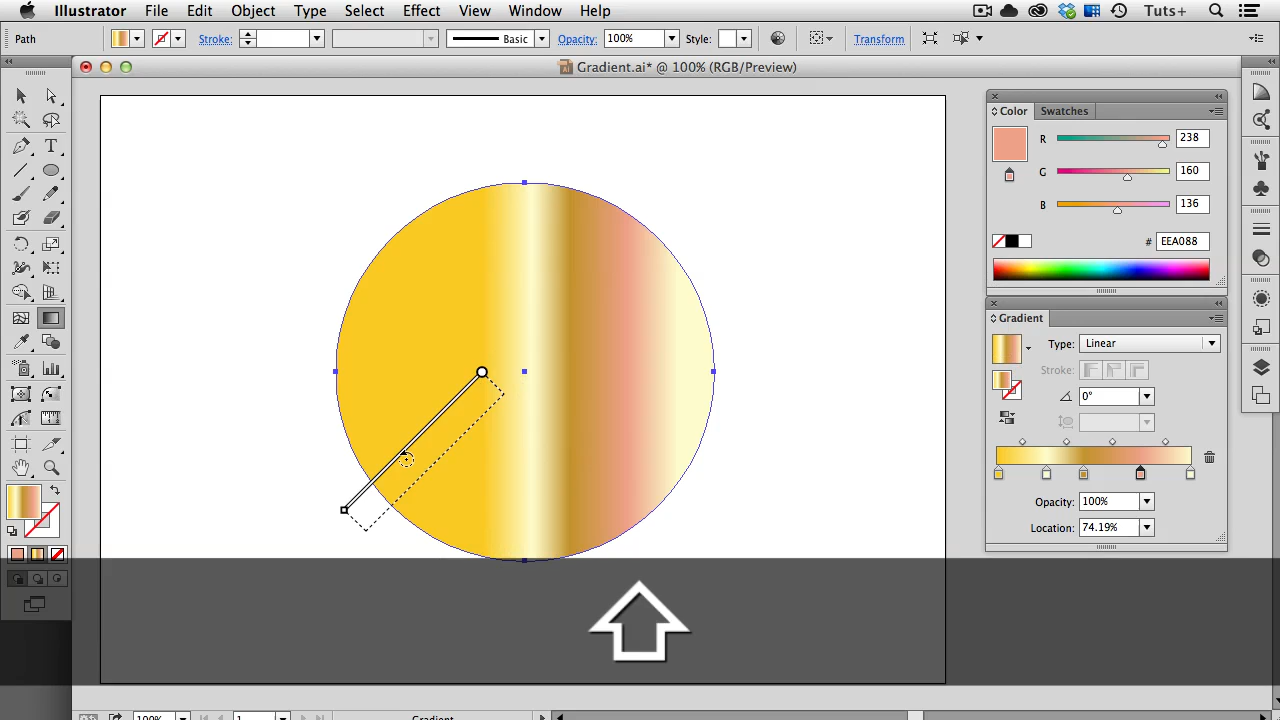 Illustrator File Edit Object Type Select Effect View Window Help Tuts+
Path Stroke: Basic Opacity: 100% Style: Transform
Gradient.ai* @ 100% (RGB/Preview)
Color Swatches
R 238
G 160
B 136
# EEA088
Gradient
Type: Linear
Stroke:
0°
Opacity: 100%
Location: 74.19%
100% 1 Gradient